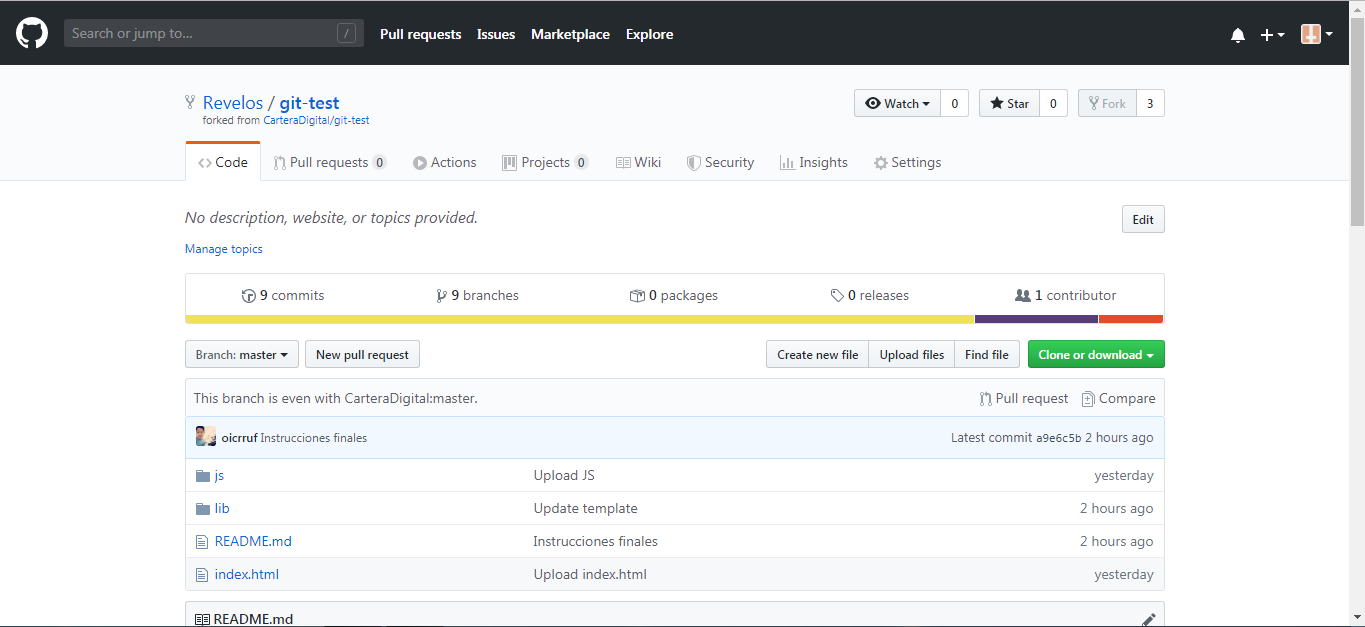 Search or jump to... /
Pull requests Issues Marketplace Explore
Revelos / git-test
forked from CarteraDigital/git-test
Watch 0 Star 0 Fork 3
Code Pull requests 0 Actions Projects 0 Wiki Security Insights Settings
No description, website, or topics provided.
Edit
Manage topics
9 commits 9 branches 0 packages 0 releases 1 contributor
Branch: master New pull request Create new file Upload files Find file Clone or download
This branch is even with CarteraDigital:master. Pull request Compare
oicrruf Instrucciones finales Latest commit a9e6c5b 2 hours ago
js Upload JS yesterday
lib Update template 2 hours ago
README.md Instrucciones finales 2 hours ago
index.html Upload index.html yesterday
README.md